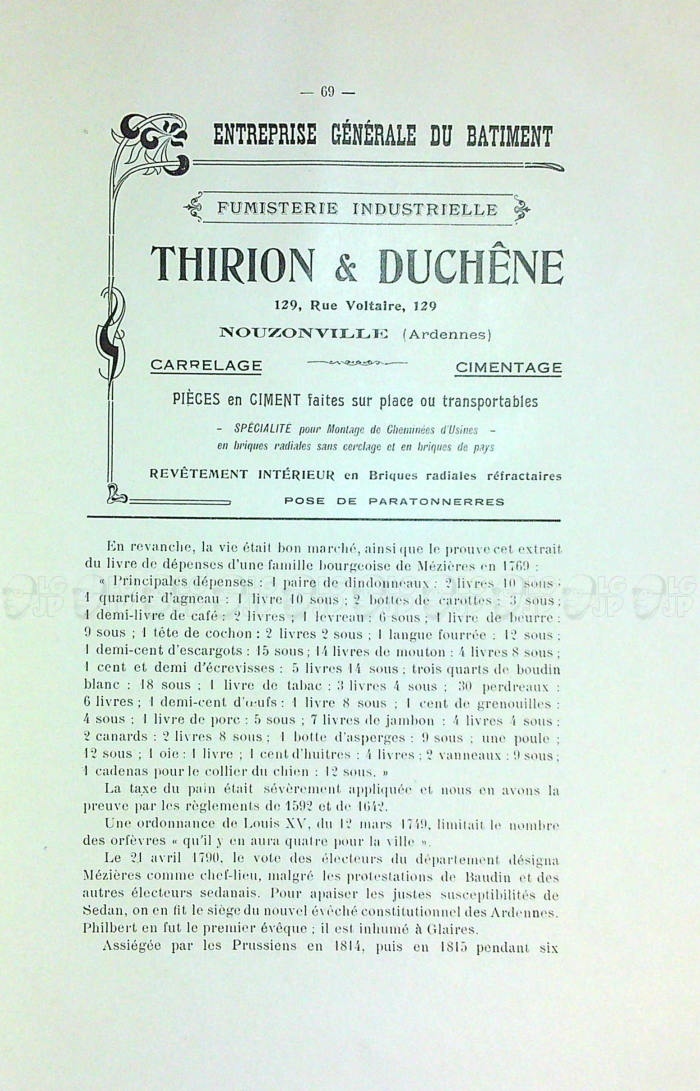 — 69 —
ENTREPRISE GÉNÉRALE DU BATIMENT
FUMISTERIE INDUSTRIELLE
THIRION & DUCHÊNE
129, Rue Voltaire, 129
NOUZONVILLE (Ardennes)
CARRELAGE CIMENTAGE
PIÈCES en CIMENT faites sur place ou transportables
- SPÉCIALITÉ pour Montage de Cheminées d'Usines -
en briques radiales sans cerclage et en briques de pays
REVÊTEMENT INTÉRIEUR en Briques radiales réfractaires
POSE DE PARATONNERRES
En revanche, la vie était bon marché, ainsi que le prouve cet extrait
du livre de dépenses d'une famille bourgeoise de Mézières en 1769 :
« Principales dépenses : 1 paire de dindonneaux : 2 livres 10 sous ;
1 quartier d'agneau : 1 livre 10 sous ; 2 bottes de carottes : 3 sous ;
1 demi-livre de café : 2 livres ; 1 levreau : 6 sous ; 1 livre de beurre :
9 sous ; 1 tête de cochon : 2 livres 2 sous ; 1 langue fourrée : 12 sous ;
1 demi-cent d'escargots : 15 sous ; 14 livres de mouton : 4 livres 8 sous ;
1 cent et demi d'écrevisses : 5 livres 14 sous ; trois quarts de boudin
blanc : 18 sous ; 1 livre de tabac : 3 livres 4 sous ; 30 perdreaux :
6 livres ; 1 demi-cent d'œufs : 1 livre 8 sous ; 1 cent de grenouilles :
4 sous ; 1 livre de porc : 5 sous ; 7 livres de jambon : 4 livres 4 sous ;
2 canards : 2 livres 8 sous ; 1 botte d'asperges : 9 sous ; une poule ;
12 sous ; 1 oie : 1 livre ; 1 cent d'huitres : 4 livres ; 2 vanneaux : 9 sous ;
1 cadenas pour le collier du chien : 12 sous. »
La taxe du pain était sévèrement appliquée et nous en avons la
preuve par les règlements de 1592 et de 1642.
Une ordonnance de Louis XV, du 12 mars 1749, limitait le nombre
des orfèvres « qu'il y en aura quatre pour la ville ».
Le 21 avril 1790, le vote des électeurs du département désigna
Mézières comme chef-lieu, malgré les protestations de Baudin et des
autres électeurs sedanais. Pour apaiser les justes susceptibilités de
Sedan, on en fit le siège du nouvel évêché constitutionnel des Ardennes.
Philbert en fut le premier évêque ; il est inhumé à Glaires.
Assiégée par les Prussiens en 1814, puis en 1815 pendant six